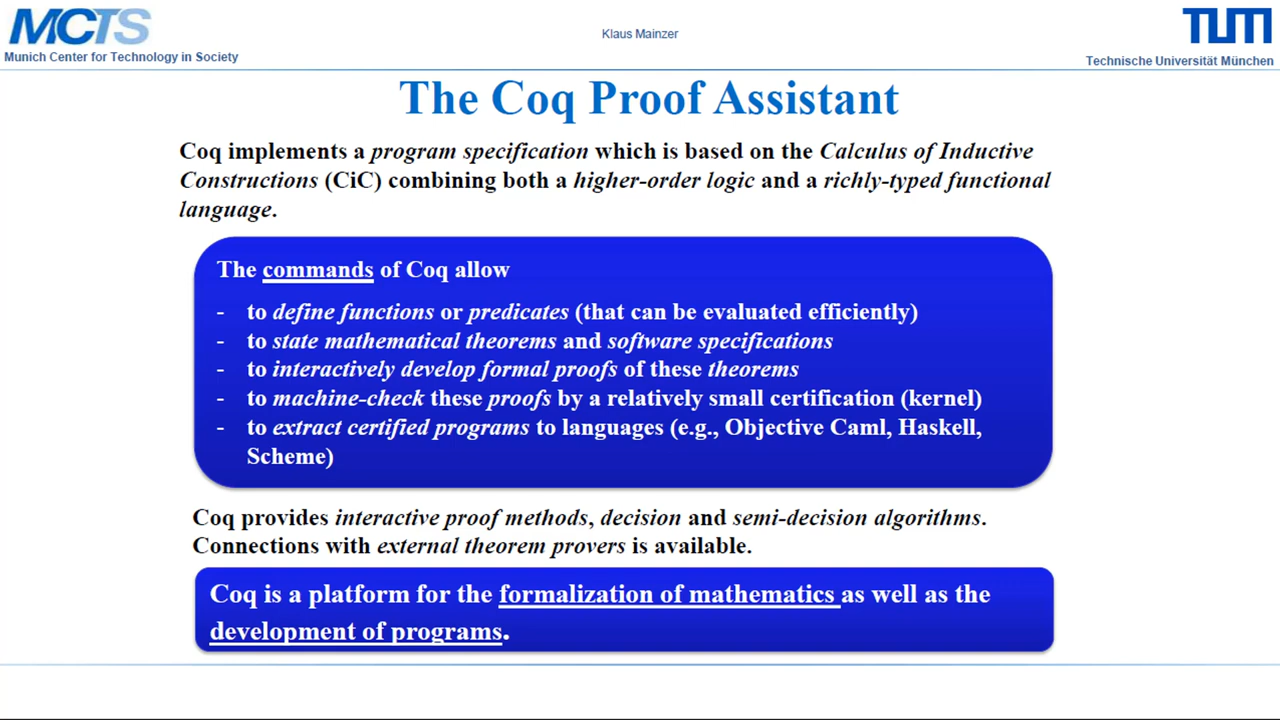 MCTS
Munich Center for Technology in Society
Klaus Mainzer
TUM
Technische Universität München
The Coq Proof Assistant
Coq implements a program specification which is based on the Calculus of Inductive
Constructions (CiC) combining both a higher-order logic and a richly-typed functional
language.
The commands of Coq allow
- to define functions or predicates (that can be evaluated efficiently)
- to state mathematical theorems and software specifications
- to interactively develop formal proofs of these theorems
- to machine-check these proofs by a relatively small certification (kernel)
- to extract certified programs to languages (e.g., Objective Caml, Haskell,
Scheme)
Coq provides interactive proof methods, decision and semi-decision algorithms.
Connections with external theorem provers is available.
Coq is a platform for the formalization of mathematics as well as the
development of programs.